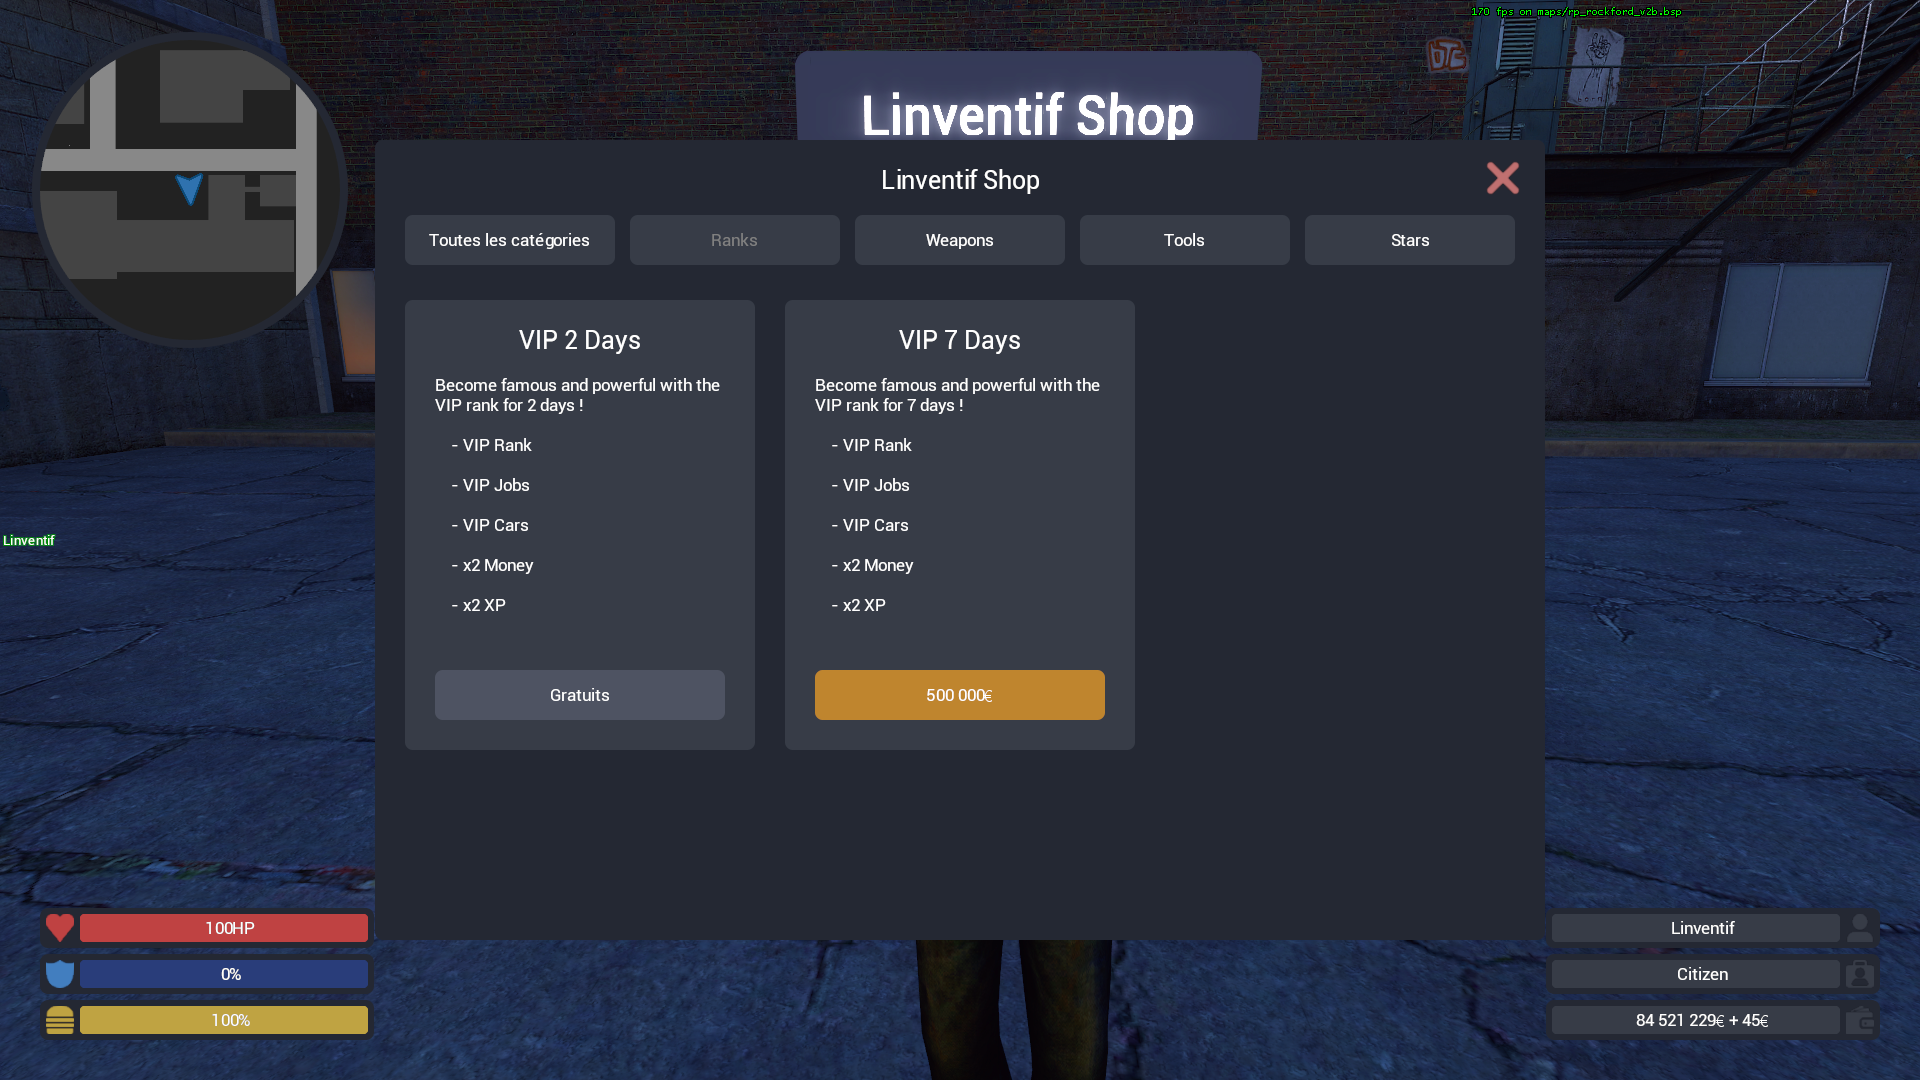 170 fps on maps/rp_rockford_v2b.bsp
Linventif Shop
Linventif Shop
Toutes les catégories
Ranks
Weapons
Tools
Stars
VIP 2 Days
Become famous and powerful with the
VIP rank for 2 days !
- VIP Rank
- VIP Jobs
- VIP Cars
- x2 Money
- x2 XP
Gratuits
VIP 7 Days
Become famous and powerful with the
VIP rank for 7 days !
- VIP Rank
- VIP Jobs
- VIP Cars
- x2 Money
- x2 XP
500 000€
Linventif
100HP
0%
100%
Linventif
Citizen
84 521 229€ + 45€